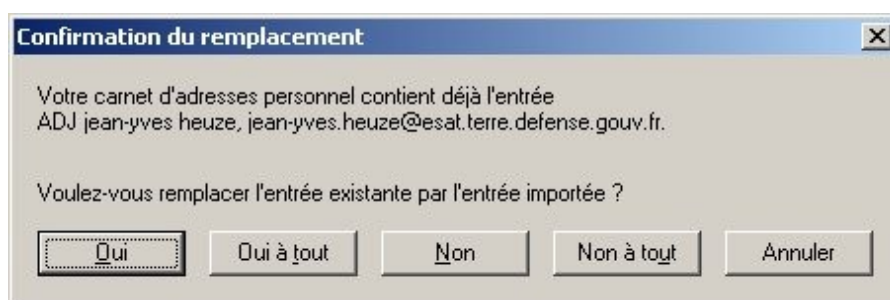 Confirmation du remplacement
Votre carnet d'adresses personnel contient déjà l'entrée
ADJ jean-yves heuze, jean-yves.heuze@esat.terre.defense.gouv.fr.
Voulez-vous remplacer l'entrée existante par l'entrée importée ?
Oui Oui à tout Non Non à tout Annuler